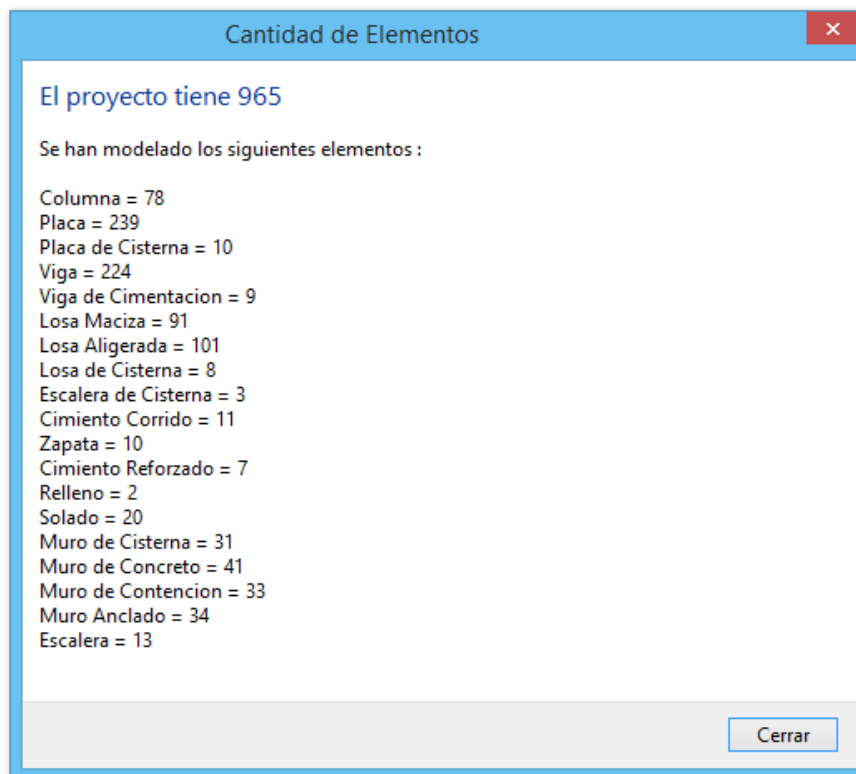 Cantidad de Elementos
El proyecto tiene 965
Se han modelado los siguientes elementos :
Columna = 78
Placa = 239
Placa de Cisterna = 10
Viga = 224
Viga de Cimentacion = 9
Losa Maciza = 91
Losa Aligerada = 101
Losa de Cisterna = 8
Escalera de Cisterna = 3
Cimiento Corrido = 11
Zapata = 10
Cimiento Reforzado = 7
Relleno = 2
Solado = 20
Muro de Cisterna = 31
Muro de Concreto = 41
Muro de Contencion = 33
Muro Anclado = 34
Escalera = 13
Cerrar